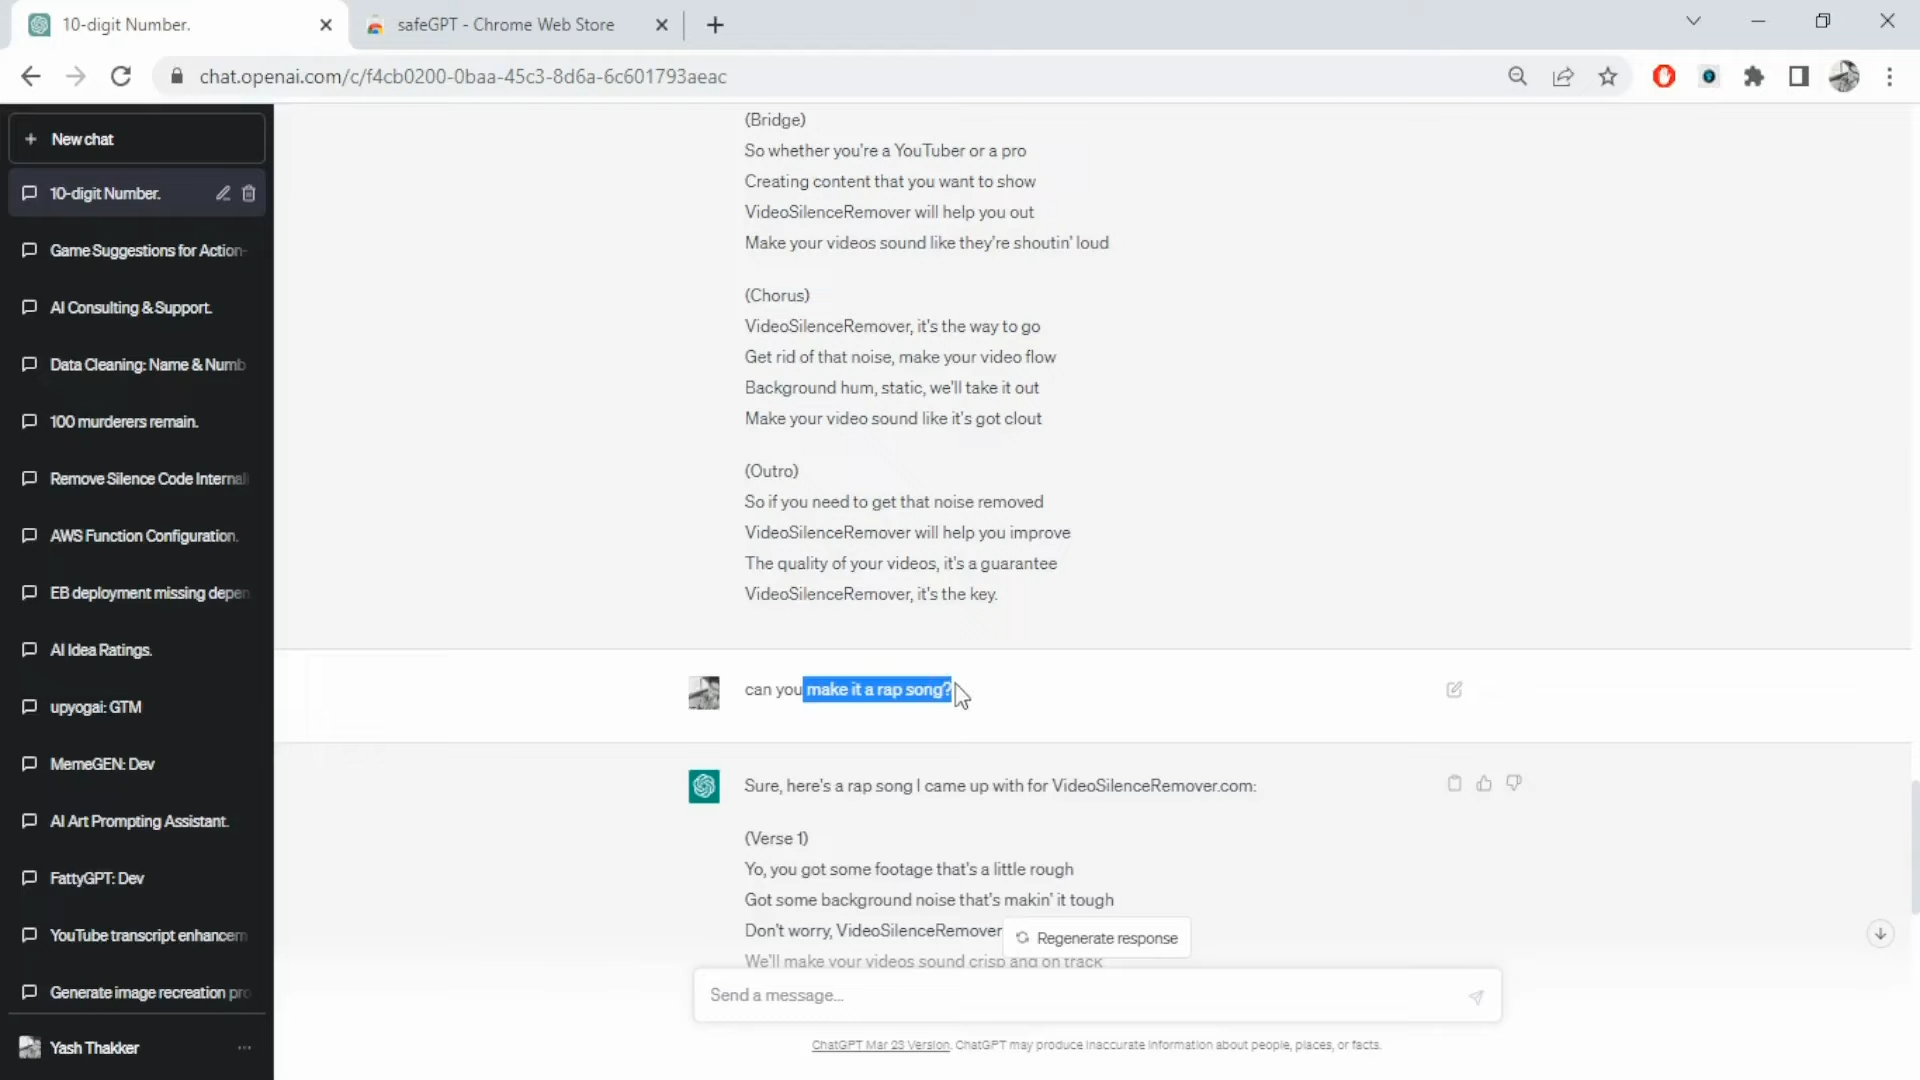 10-digit Number.
safeGPT - Chrome Web Store
chat.openai.com/c/f4cb0200-0baa-45c3-8d6a-6c601793aeac
New chat
10-digit Number.
Game Suggestions for Action-
AI Consulting & Support.
Data Cleaning: Name & Numb
100 murderers remain.
Remove Silence Code Internal
AWS Function Configuration.
EB deployment missing depen
AI Idea Ratings.
upyogai: GTM
MemeGEN: Dev
AI Art Prompting Assistant.
FattyGPT: Dev
YouTube transcript enhancem
Generate image recreation pro
Yash Thakker
(Bridge)
So whether you're a YouTuber or a pro
Creating content that you want to show
VideoSilenceRemover will help you out
Make your videos sound like they're shoutin' loud
(Chorus)
VideoSilenceRemover, it's the way to go
Get rid of that noise, make your video flow
Background hum, static, we'll take it out
Make your video sound like it's got clout
(Outro)
So if you need to get that noise removed
VideoSilenceRemover will help you improve
The quality of your videos, it's a guarantee
VideoSilenceRemover, it's the key.
can you make it a rap song?
Sure, here's a rap song I came up with for VideoSilenceRemover.com:
(Verse 1)
Yo, you got some footage that's a little rough
Got some background noise that's makin' it tough
Don't worry, VideoSilenceRemover
Regenerate response
We'll make your videos sound crisp and on track
Send a message...
ChatGPT Mar 23 Version. ChatGPT may produce inaccurate information about people, places, or facts.